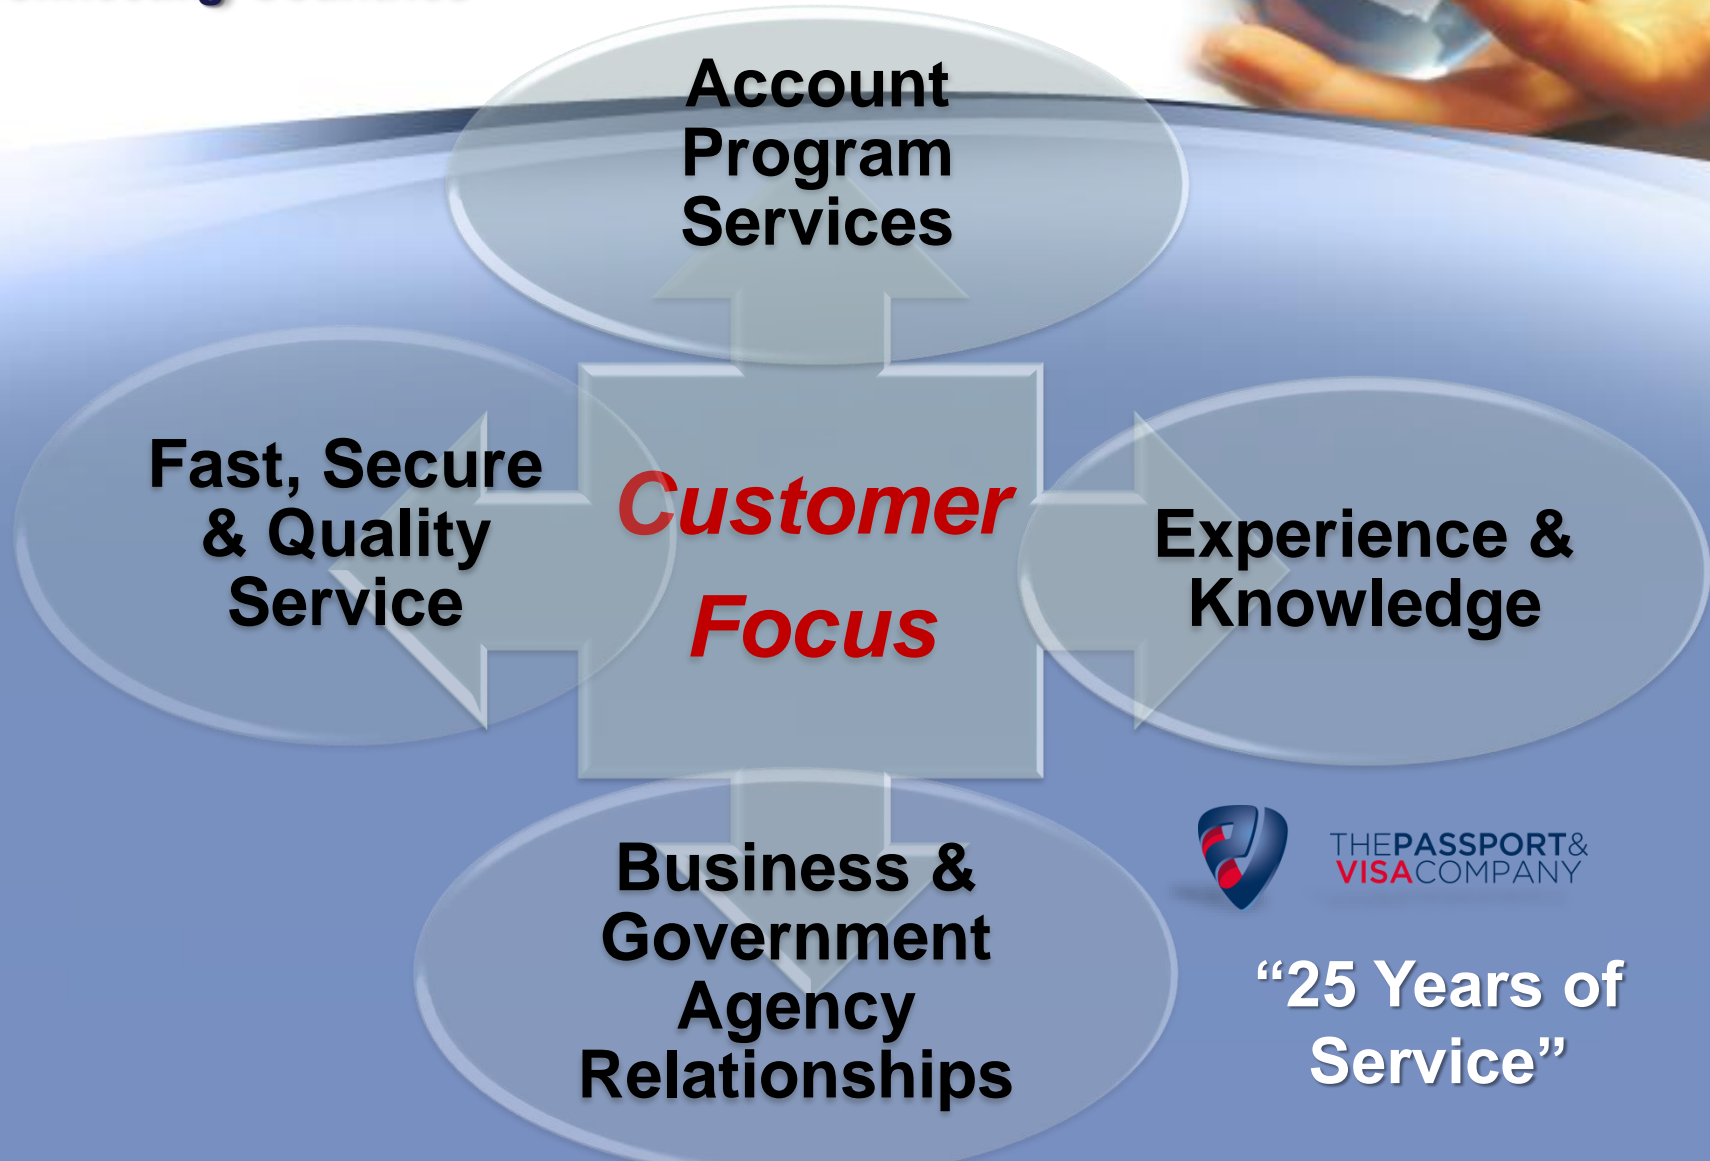 Account
Program
Services
Fast, Secure
& Quality
Service
Customer
Focus
Experience &
Knowledge
Business &
Government
Agency
Relationships
THEPASSPORT&
VISACOMPANY
“25 Years of
Service”